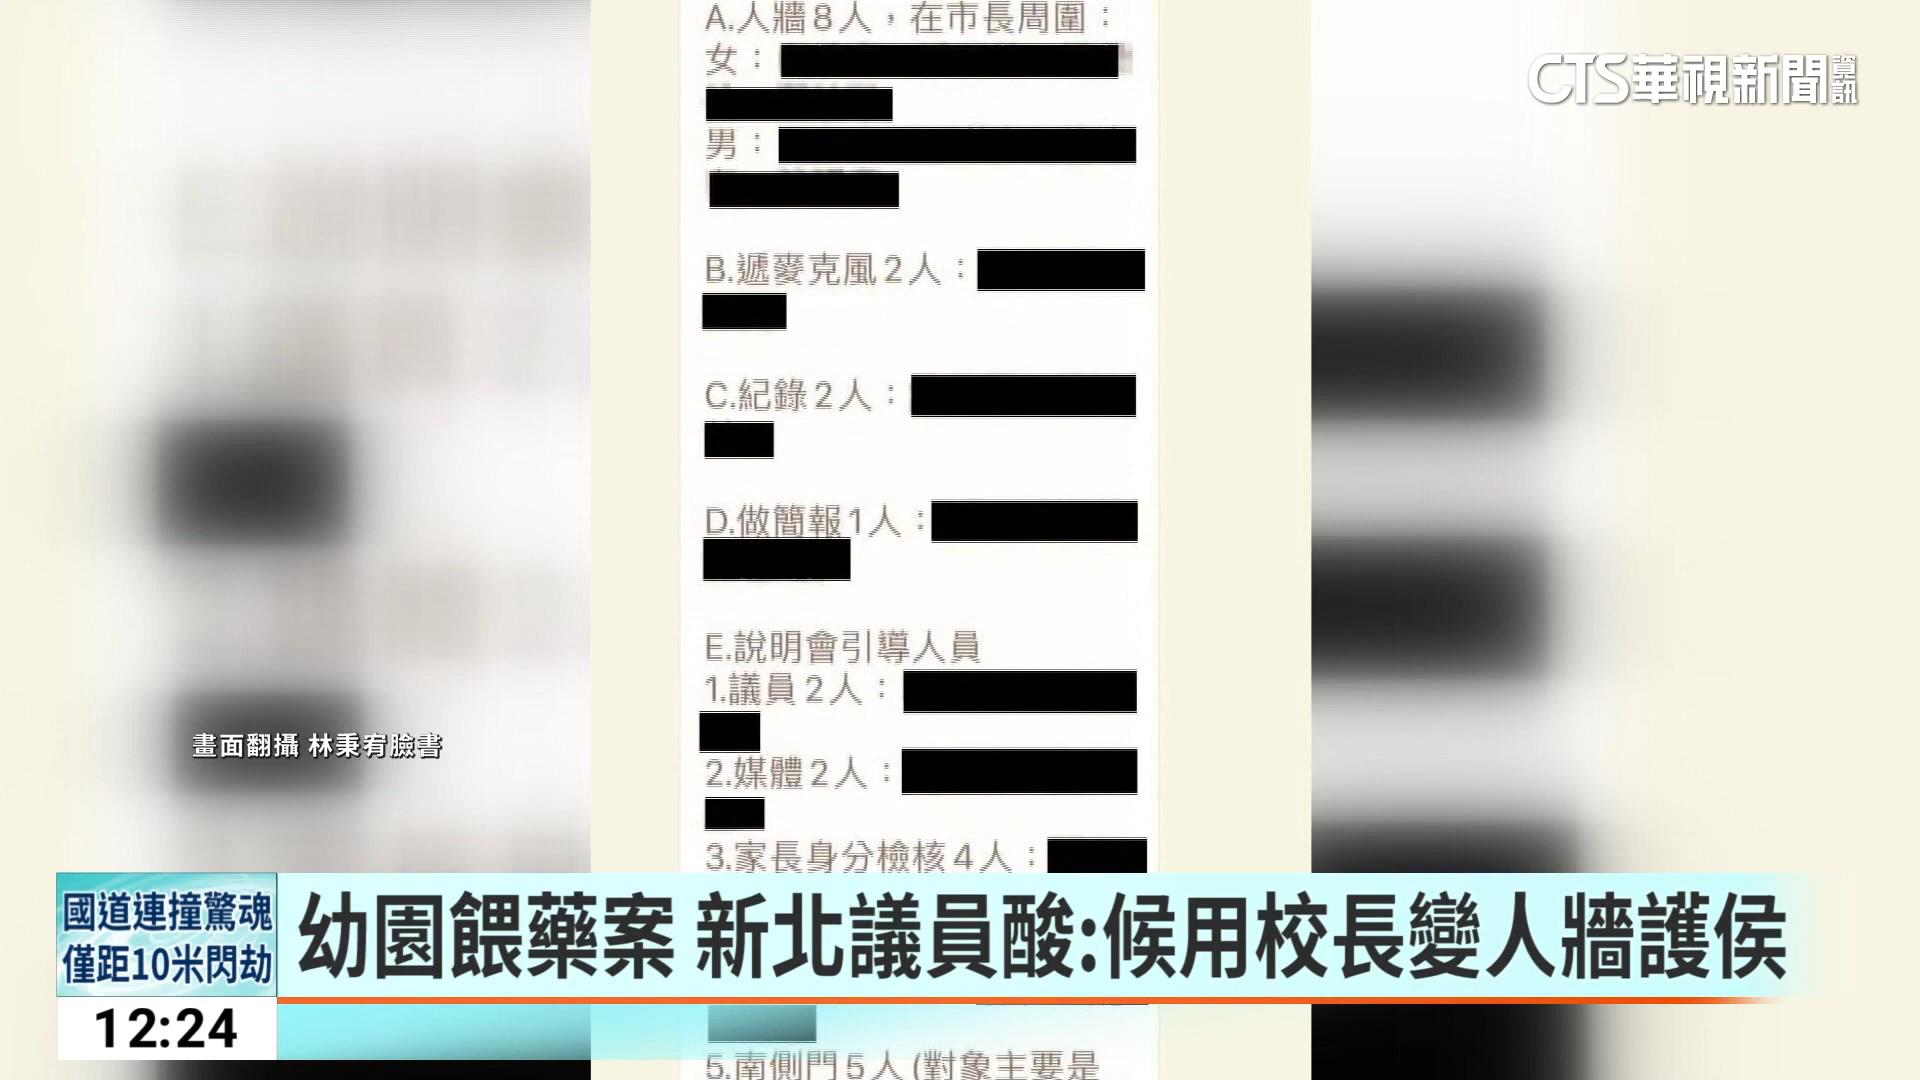 A.人牆8人，在市長周圍：
女：
男：
B.遞麥克風2人：
C.紀錄2人：
D.做簡報1人：
E.說明會引導人員
1.議員2人：
2.媒體2人：
3.家長身分檢核4人：
5.南側門5人(對象主要是
CTS華視新聞資訊
畫面翻攝 林秉宥臉書
國道連撞驚魂
僅距10米閃劫
幼園餵藥案 新北議員酸:候用校長變人牆護侯
12:24